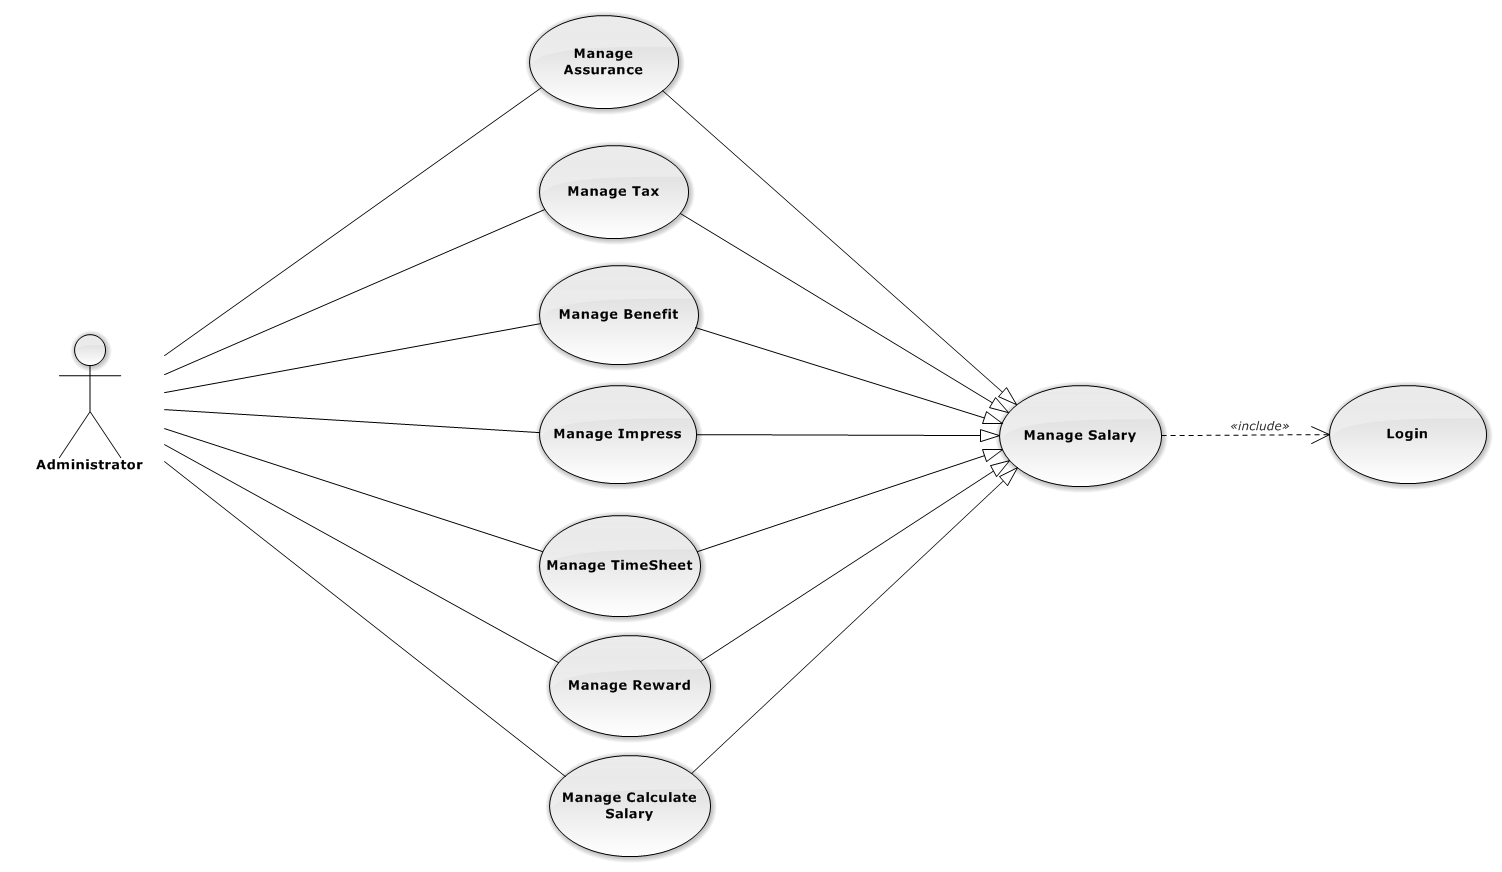 Manage
Assurance
Manage Tax
Manage Benefit
Administrator
Manage Impress
Manage Salary
«include»
Login
Manage TimeSheet
Manage Reward
Manage Calculate
Salary